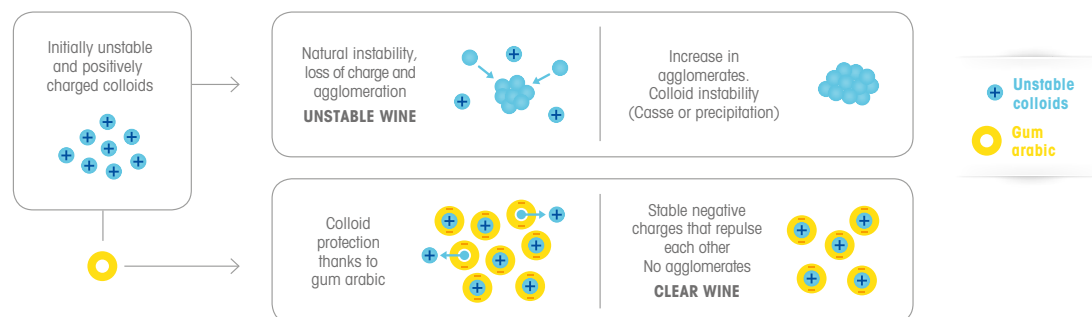 Initially unstable
and positively
charged colloids
Natural instability,
loss of charge and
agglomeration
UNSTABLE WINE
Increase in
agglomerates.
Colloid instability
(Casse or precipitation)
Unstable
colloids
Gum
arabic
Colloid
protection
thanks to
gum arabic
Stable negative
charges that repulse
each other
No agglomerates
CLEAR WINE